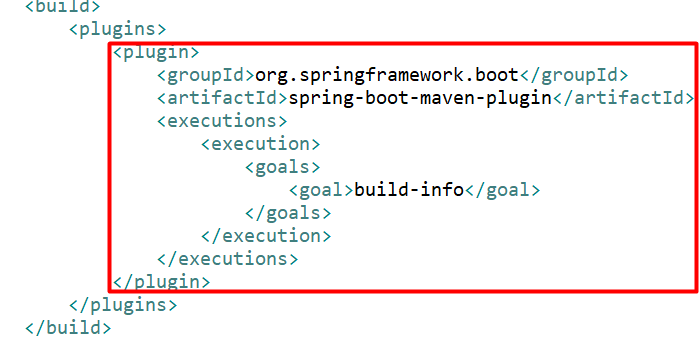 <build>
<plugins>
<plugin>
<groupId>org.springframework.boot</groupId>
<artifactId>spring-boot-maven-plugin</artifactId>
<executions>
<execution>
<goals>
<goal>build-info</goal>
</goals>
</execution>
</executions>
</plugin>
</plugins>
</build>